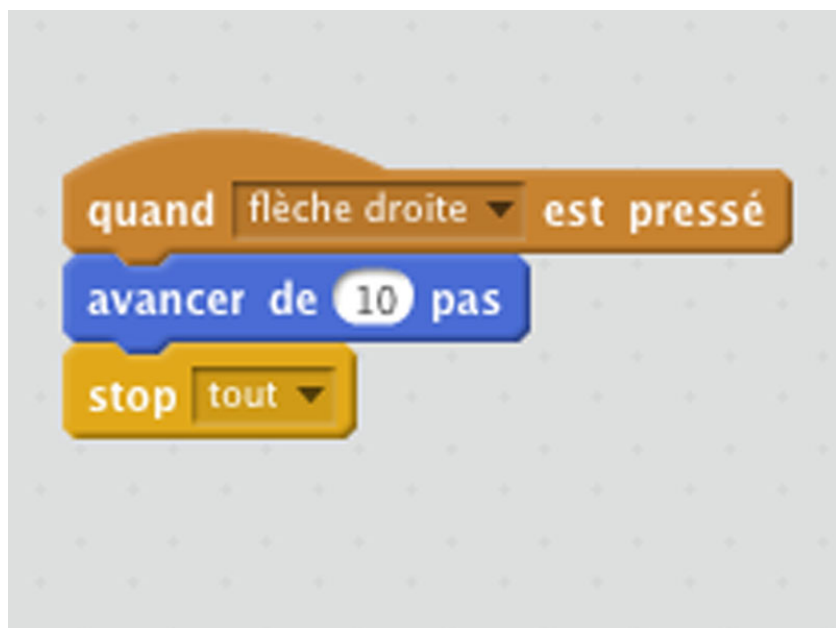 quand flèche droite est pressé
avancer de 10 pas
stop tout